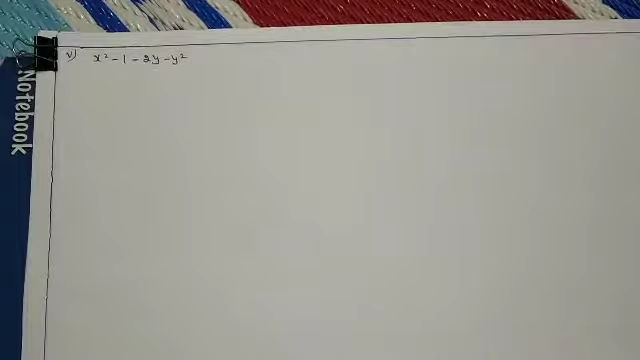 v) x² - 1 - 2y - y²
Notebook